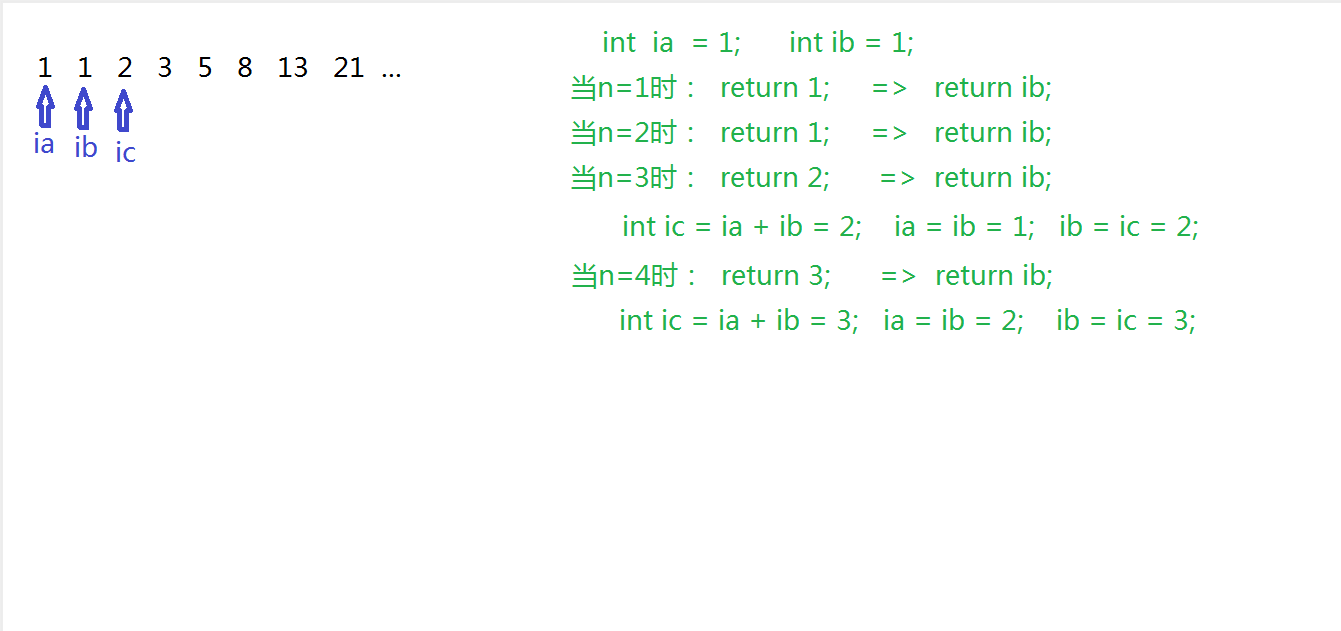 1 1 2 3 5 8 13 21 ...
ia ib ic
int ia = 1; int ib = 1;
当n=1时： return 1; => return ib;
当n=2时： return 1; => return ib;
当n=3时： return 2; => return ib;
int ic = ia + ib = 2; ia = ib = 1; ib = ic = 2;
当n=4时： return 3; => return ib;
int ic = ia + ib = 3; ia = ib = 2; ib = ic = 3;